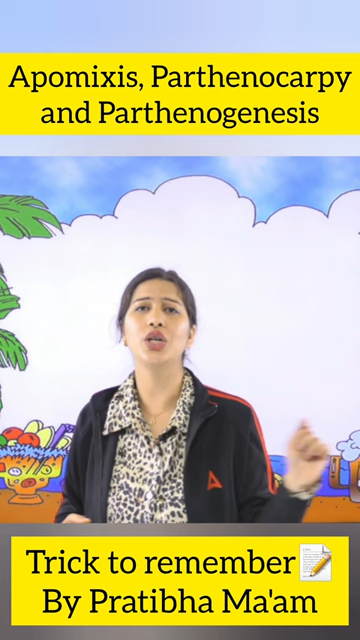 Apomixis, Parthenocarpy
and Parthenogenesis
Trick to remember📝
By Pratibha Ma'am